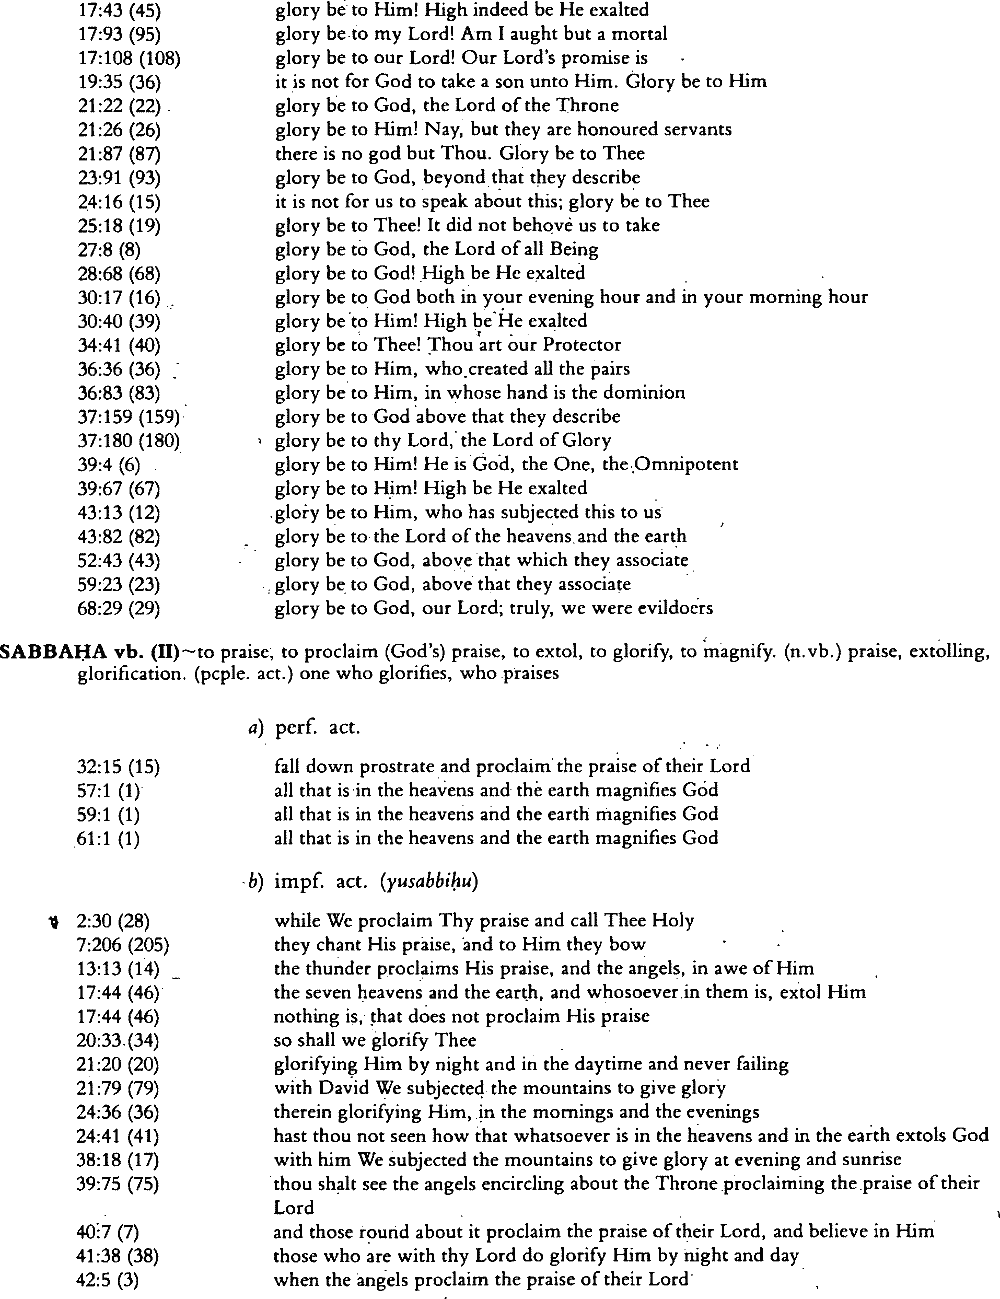 17:43 (45) glory be to Him! High indeed be He exalted
17:93 (95) glory be to my Lord! Am I aught but a mortal
17:108 (108) glory be to our Lord! Our Lord's promise is
19:35 (36) it is not for God to take a son unto Him. Glory be to Him
21:22 (22) glory be to God, the Lord of the Throne
21:26 (26) glory be to Him! Nay, but they are honoured servants
21:87 (87) there is no god but Thou. Glory be to Thee
23:91 (93) glory be to God, beyond that they describe
24:16 (15) it is not for us to speak about this; glory be to Thee
25:18 (19) glory be to Thee! It did not behove us to take
27:8 (8) glory be to God, the Lord of all Being
28:68 (68) glory be to God! High be He exalted
30:17 (16) glory be to God both in your evening hour and in your morning hour
30:40 (39) glory be to Him! High be He exalted
34:41 (40) glory be to Thee! Thou art our Protector
36:36 (36) glory be to Him, who created all the pairs
36:83 (83) glory be to Him, in whose hand is the dominion
37:159 (159) glory be to God above that they describe
37:180 (180) glory be to thy Lord, the Lord of Glory
39:4 (6) glory be to Him! He is God, the One, the Omnipotent
39:67 (67) glory be to Him! High be He exalted
43:13 (12) glory be to Him, who has subjected this to us
43:82 (82) glory be to the Lord of the heavens and the earth
52:43 (43) glory be to God, above that which they associate
59:23 (23) glory be to God, above that they associate
68:29 (29) glory be to God, our Lord; truly, we were evildoers
SABBAḤA vb. (II)~to praise, to proclaim (God's) praise, to extol, to glorify, to magnify. (n.vb.) praise, extolling,
glorification. (pcple. act.) one who glorifies, who praises
a) perf. act.
32:15 (15) fall down prostrate and proclaim the praise of their Lord
57:1 (1) all that is in the heavens and the earth magnifies God
59:1 (1) all that is in the heavens and the earth magnifies God
61:1 (1) all that is in the heavens and the earth magnifies God
b) impf. act. (yusabbiḥu)
2:30 (28) while We proclaim Thy praise and call Thee Holy
7:206 (205) they chant His praise, and to Him they bow
13:13 (14) the thunder proclaims His praise, and the angels, in awe of Him
17:44 (46) the seven heavens and the earth, and whosoever in them is, extol Him
17:44 (46) nothing is, that does not proclaim His praise
20:33 (34) so shall we glorify Thee
21:20 (20) glorifying Him by night and in the daytime and never failing
21:79 (79) with David We subjected the mountains to give glory
24:36 (36) therein glorifying Him, in the mornings and the evenings
24:41 (41) hast thou not seen how that whatsoever is in the heavens and in the earth extols God
38:18 (17) with him We subjected the mountains to give glory at evening and sunrise
39:75 (75) thou shalt see the angels encircling about the Throne proclaiming the praise of their
Lord
40:7 (7) and those round about it proclaim the praise of their Lord, and believe in Him
41:38 (38) those who are with thy Lord do glorify Him by night and day
42:5 (3) when the angels proclaim the praise of their Lord